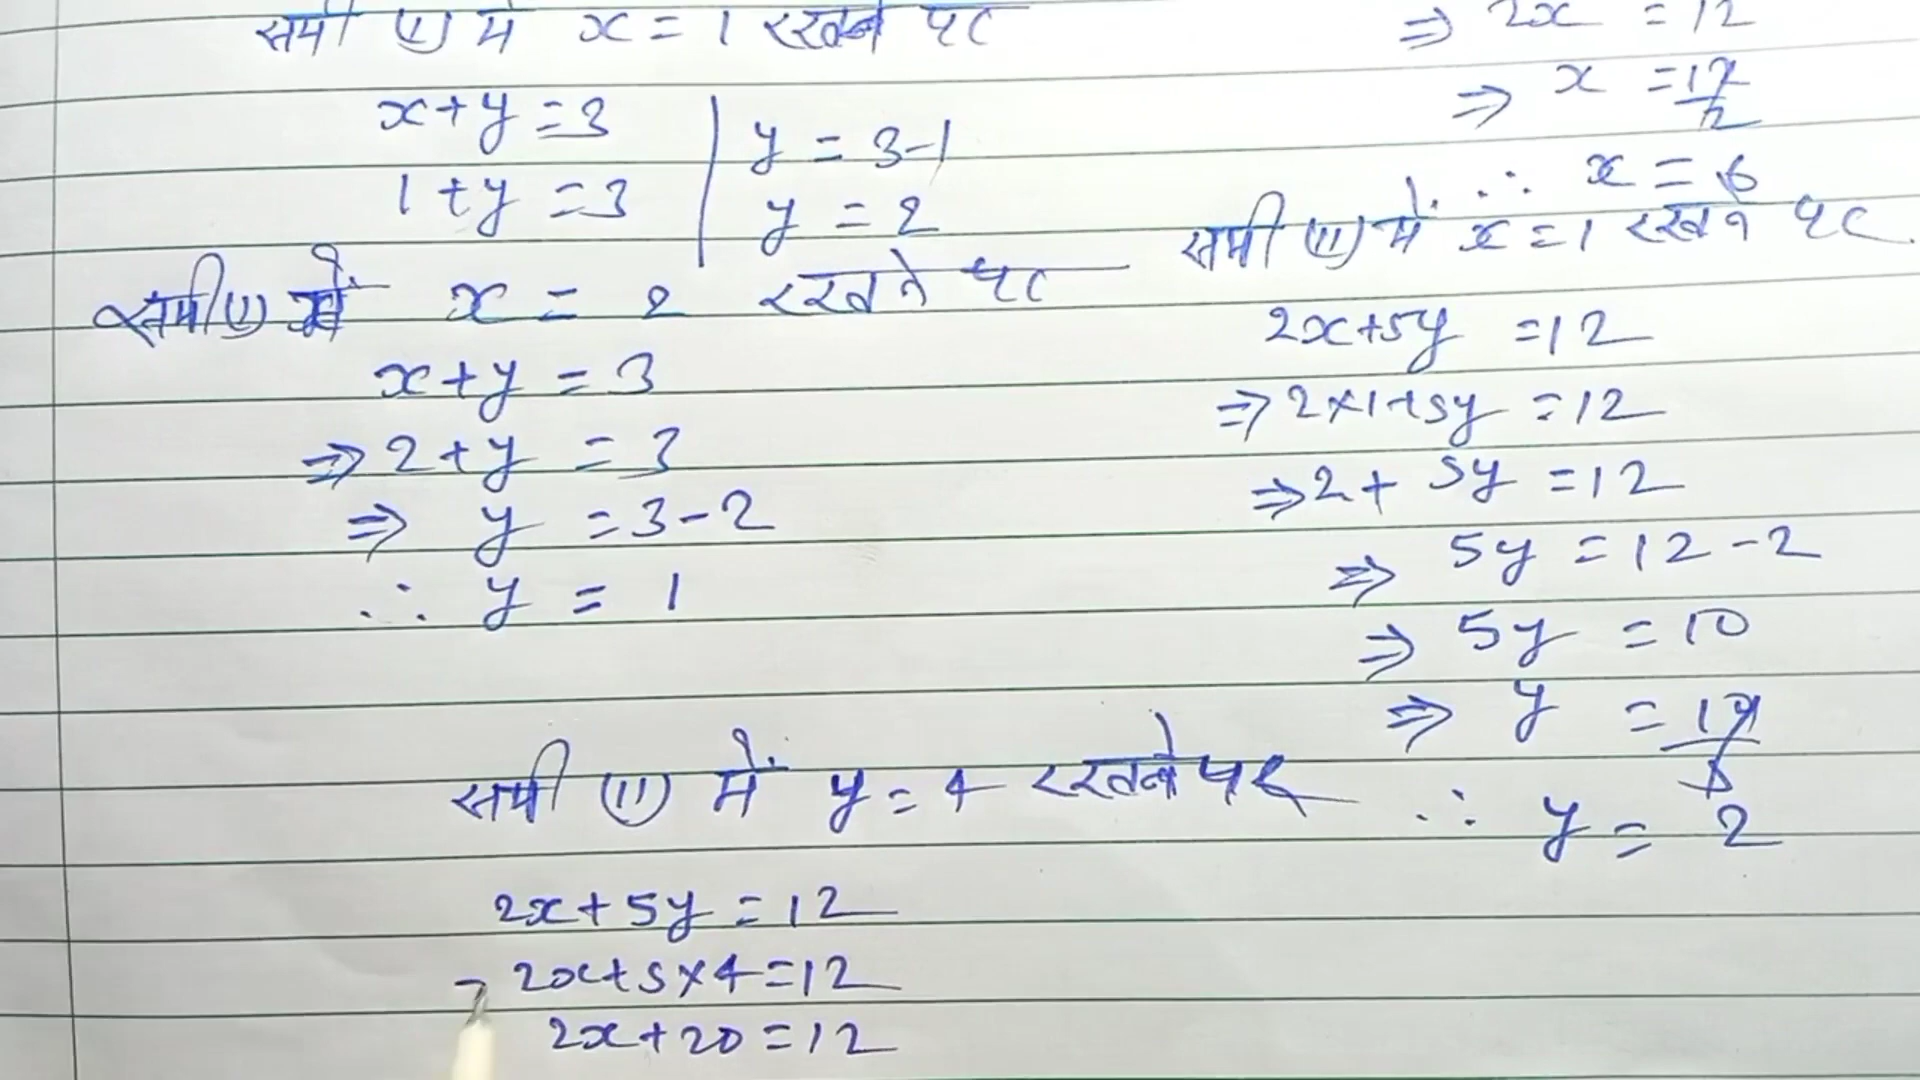 समी (i) में x = 1 रखने पर
x + y = 3
1 + y = 3
y = 3 - 1
y = 2
समी (i) में x = 2 रखने पर
x + y = 3
⇒ 2 + y = 3
⇒ y = 3 - 2
∴ y = 1
⇒ 2x = 12
⇒ x = 12/2
∴ x = 6
समी (ii) में x = 1 रखने पर
2x + 5y = 12
⇒ 2×1 + 5y = 12
⇒ 2 + 5y = 12
⇒ 5y = 12 - 2
⇒ 5y = 10
⇒ y = 10/5
∴ y = 2
समी (ii) में y = 4 रखने पर
2x + 5y = 12
2x + 5×4 = 12
2x + 20 = 12